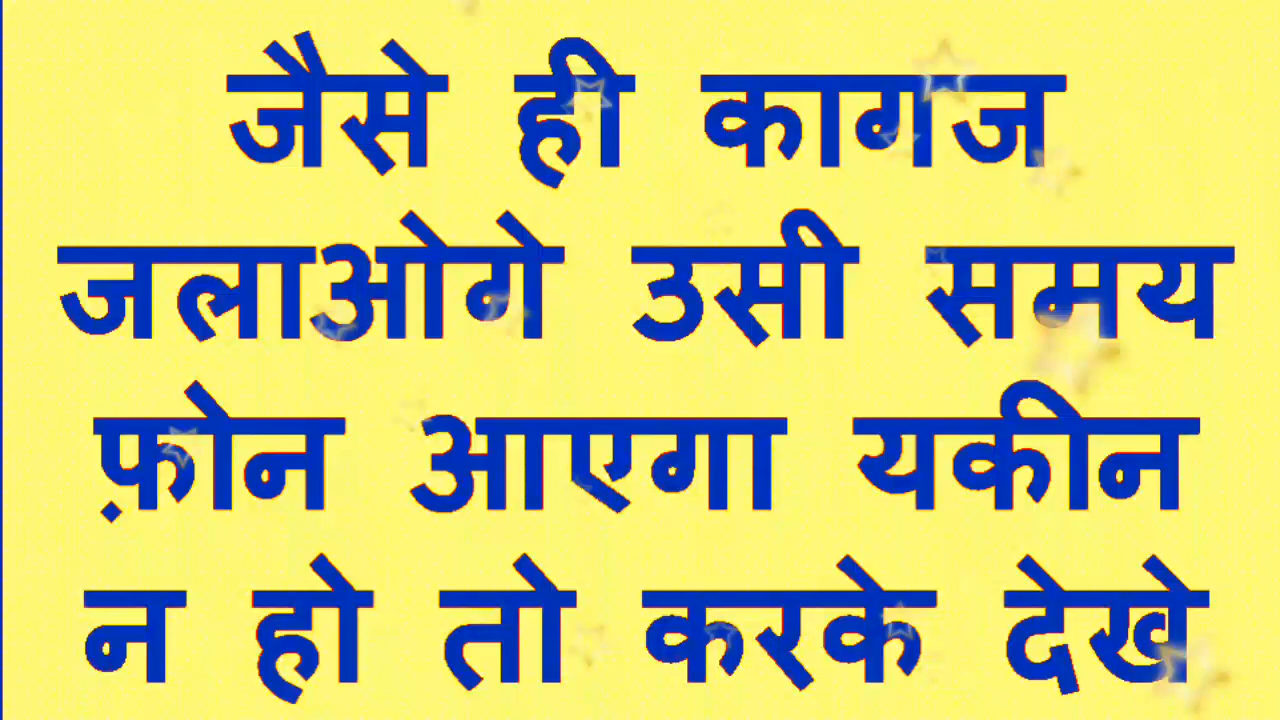 जैसे ही कागज
जलाओगे उसी समय
फ़ोन आएगा यकीन
न हो तो करके देखे